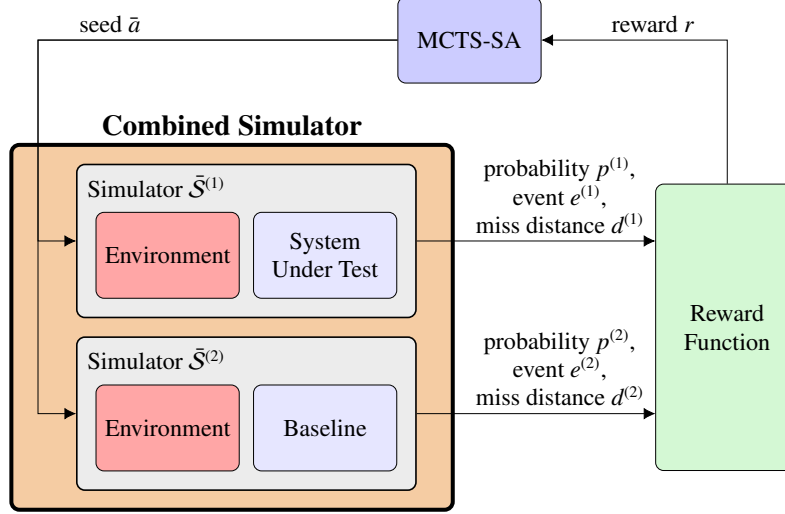 seed ā
MCTS-SA
reward r
Combined Simulator
Simulator S̄⁽¹⁾
Environment
System
Under Test
probability p⁽¹⁾,
event e⁽¹⁾,
miss distance d⁽¹⁾
Simulator S̄⁽²⁾
Environment
Baseline
probability p⁽²⁾,
event e⁽²⁾,
miss distance d⁽²⁾
Reward
Function